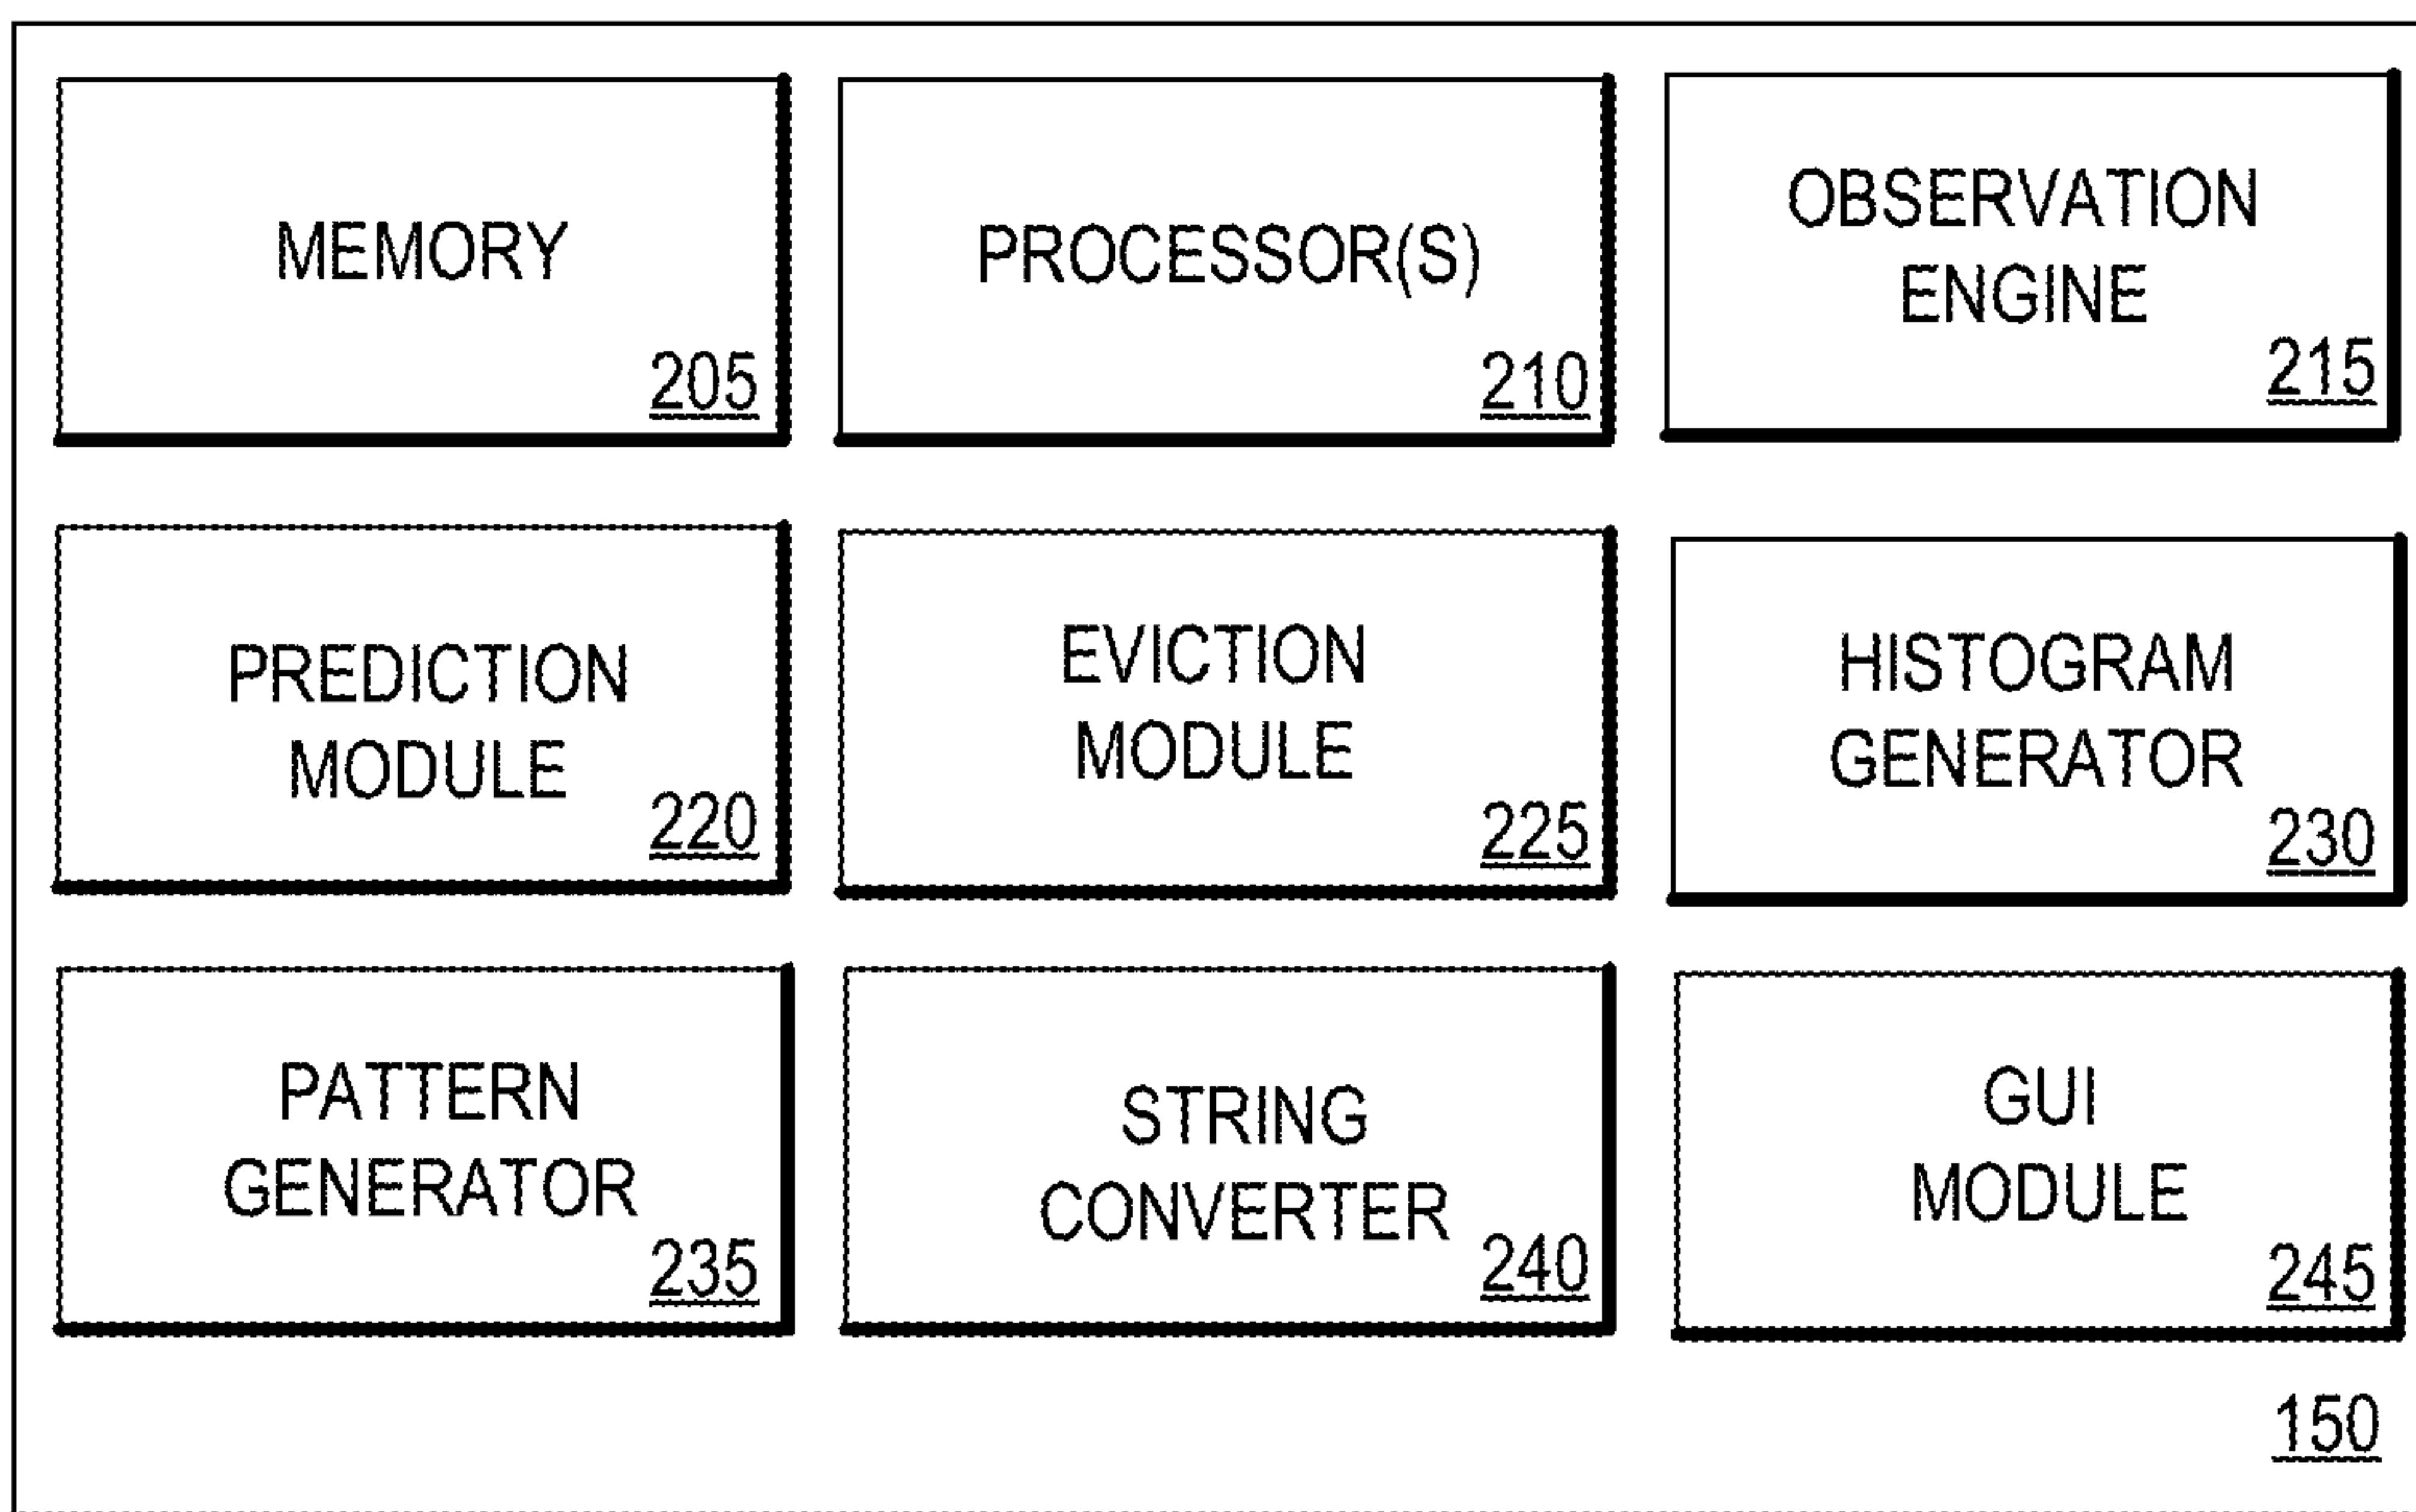 MEMORY
205
PROCESSOR(S)
210
OBSERVATION
ENGINE
215
PREDICTION
MODULE
220
EVICTION
MODULE
225
HISTOGRAM
GENERATOR
230
PATTERN
GENERATOR
235
STRING
CONVERTER
240
GUI
MODULE
245
150